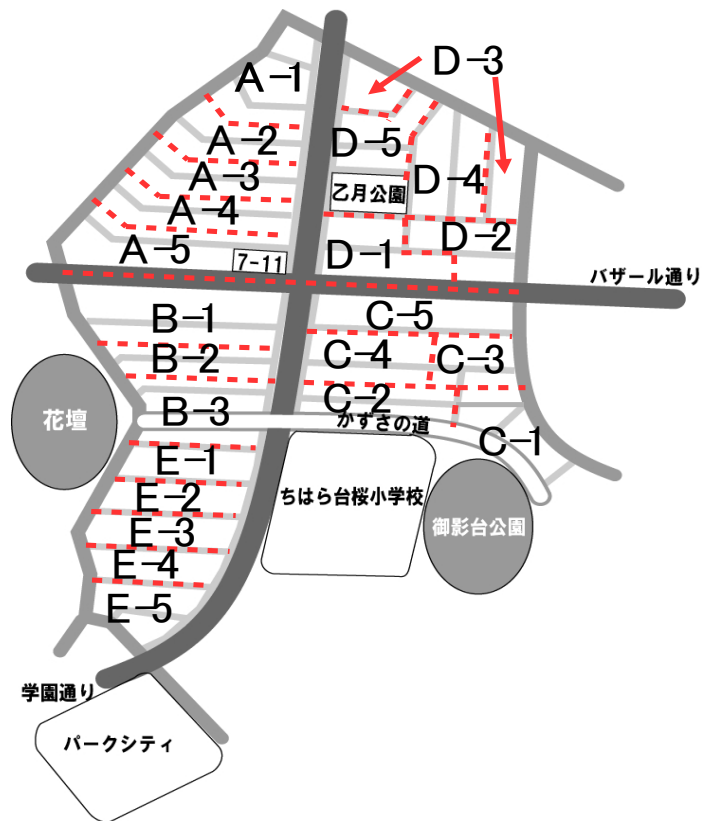 D-3
A-1
A-2
D-5
A-3
D-4
乙月公園
A-4
D-2
A-5
7-11
D-1
バザール通り
B-1
C-5
B-2
C-4
C-3
B-3
C-2
花壇
かずさの道
C-1
E-1
E-2
ちはら台桜小学校
御影台公園
E-3
E-4
E-5
学園通り
パークシティ